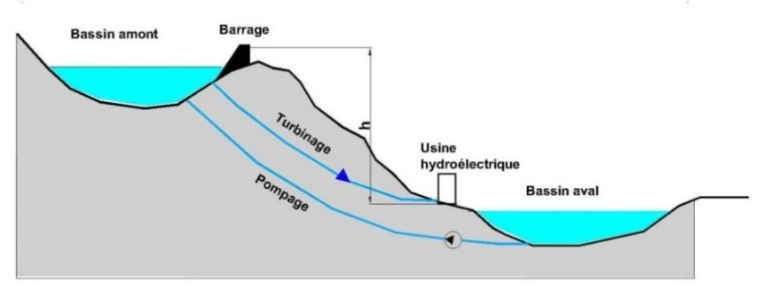 Bassin amont
Barrage
h
Turbinage
Pompage
Usine
hydroélectrique
Bassin aval